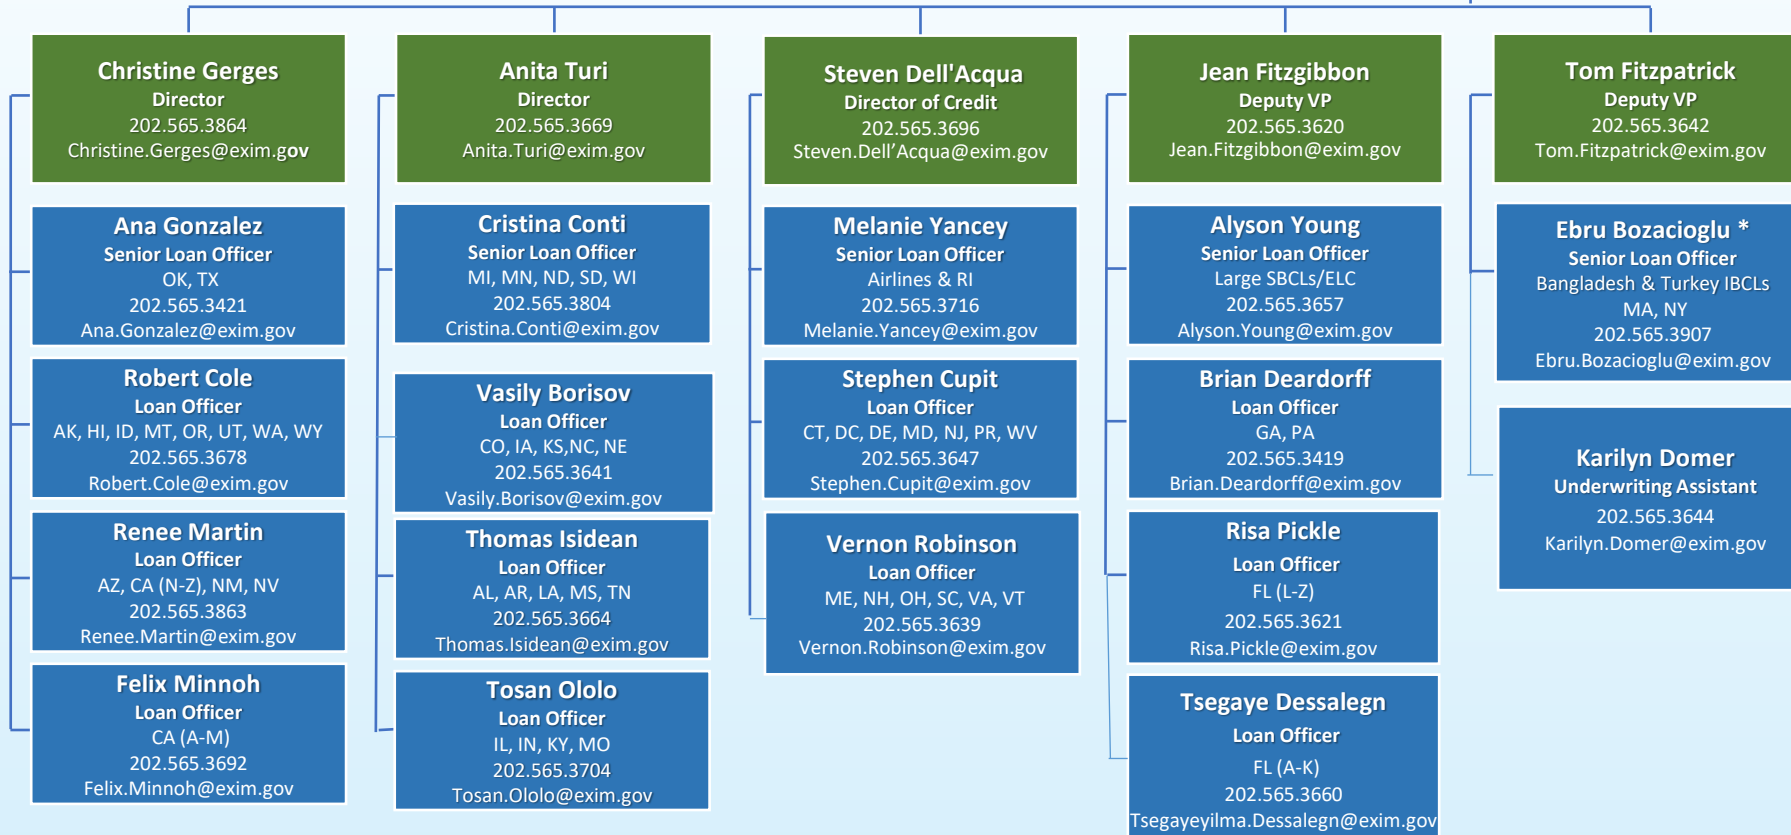 Christine Gerges
Director
202.565.3864
Christine.Gerges@exim.gov
Ana Gonzalez
Senior Loan Officer
OK, TX
202.565.3421
Ana.Gonzalez@exim.gov
Robert Cole
Loan Officer
AK, HI, ID, MT, OR, UT, WA, WY
202.565.3678
Robert.Cole@exim.gov
Renee Martin
Loan Officer
AZ, CA (N-Z), NM, NV
202.565.3863
Renee.Martin@exim.gov
Felix Minnoh
Loan Officer
CA (A-M)
202.565.3692
Felix.Minnoh@exim.gov
Anita Turi
Director
202.565.3669
Anita.Turi@exim.gov
Cristina Conti
Senior Loan Officer
MI, MN, ND, SD, WI
202.565.3804
Cristina.Conti@exim.gov
Vasily Borisov
Loan Officer
CO, IA, KS,NC, NE
202.565.3641
Vasily.Borisov@exim.gov
Thomas Isidean
Loan Officer
AL, AR, LA, MS, TN
202.565.3664
Thomas.Isidean@exim.gov
Tosan Ololo
Loan Officer
IL, IN, KY, MO
202.565.3704
Tosan.Ololo@exim.gov
Steven Dell'Acqua
Director of Credit
202.565.3696
Steven.Dell’Acqua@exim.gov
Melanie Yancey
Senior Loan Officer
Airlines & RI
202.565.3716
Melanie.Yancey@exim.gov
Stephen Cupit
Loan Officer
CT, DC, DE, MD, NJ, PR, WV
202.565.3647
Stephen.Cupit@exim.gov
Vernon Robinson
Loan Officer
ME, NH, OH, SC, VA, VT
202.565.3639
Vernon.Robinson@exim.gov
Jean Fitzgibbon
Deputy VP
202.565.3620
Jean.Fitzgibbon@exim.gov
Alyson Young
Senior Loan Officer
Large SBCLs/ELC
202.565.3657
Alyson.Young@exim.gov
Brian Deardorff
Loan Officer
GA, PA
202.565.3419
Brian.Deardorff@exim.gov
Risa Pickle
Loan Officer
FL (L-Z)
202.565.3621
Risa.Pickle@exim.gov
Tsegaye Dessalegn
Loan Officer
FL (A-K)
202.565.3660
Tsegayeyilma.Dessalegn@exim.gov
Tom Fitzpatrick
Deputy VP
202.565.3642
Tom.Fitzpatrick@exim.gov
Ebru Bozacioglu *
Senior Loan Officer
Bangladesh & Turkey IBCLs
MA, NY
202.565.3907
Ebru.Bozacioglu@exim.gov
Karilyn Domer
Underwriting Assistant
202.565.3644
Karilyn.Domer@exim.gov